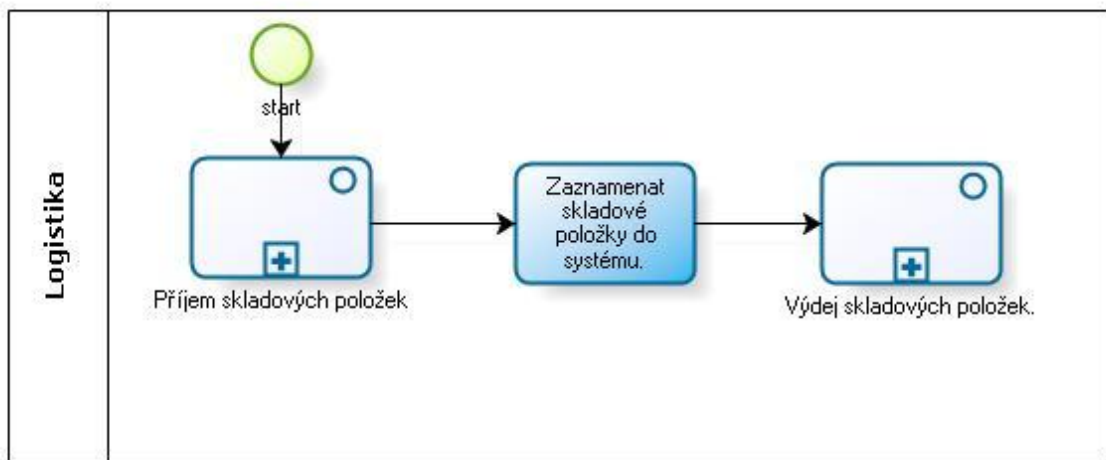 Logistika
start
Příjem skladových položek
Zaznamenat
skladové
položky do
systému.
Výdej skladových položek.